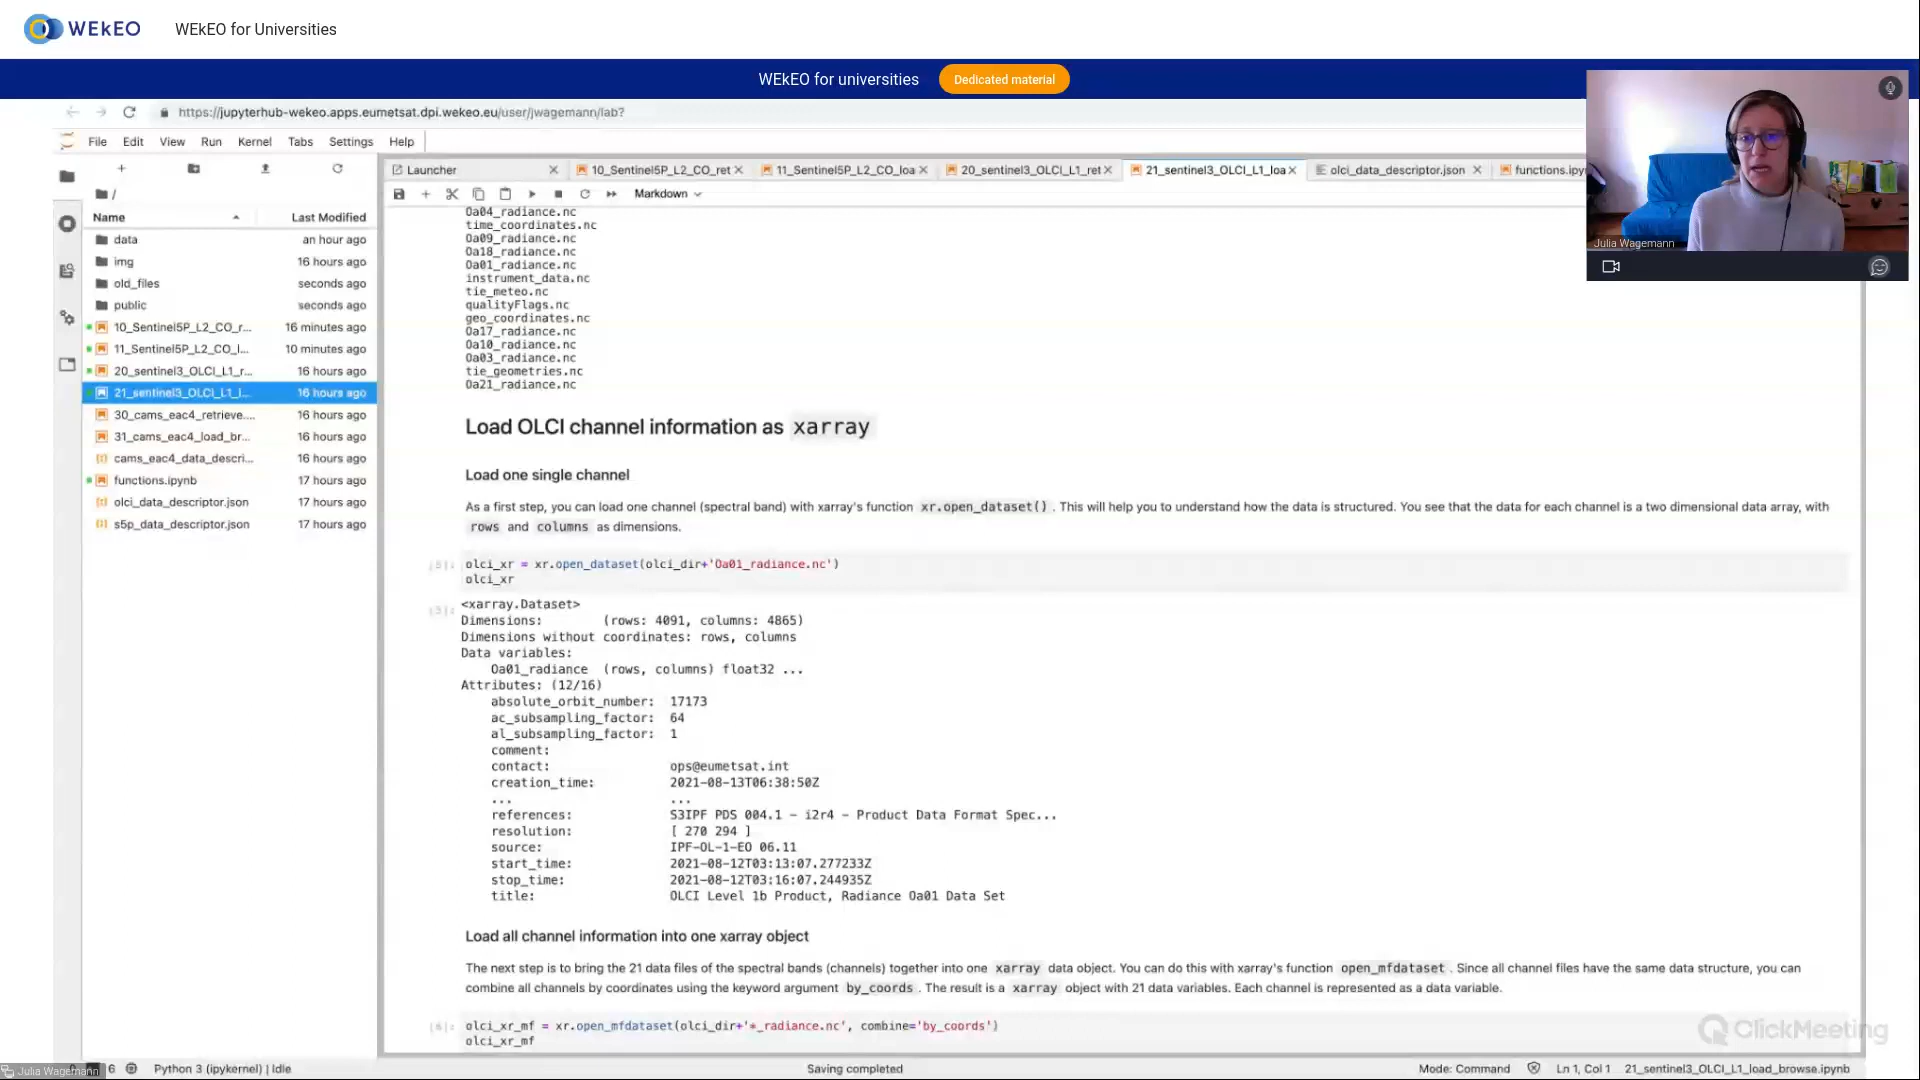 WEkEO WEkEO for Universities
WEkEO for universities Dedicated material
https://jupyterhub-wekeo.apps.eumetsat.dpi.wekeo.eu/user/jwagemann/lab?
File Edit View Run Kernel Tabs Settings Help
Launcher 10_Sentinel5P_L2_CO_ret 11_Sentinel5P_L2_CO_loa 20_sentinel3_OLCI_L1_ret 21_sentinel3_OLCI_L1_loa olci_data_descriptor.json functions.ipy
Markdown
/
Name Last Modified
data an hour ago
img 16 hours ago
old_files seconds ago
public seconds ago
10_Sentinel5P_L2_CO_r... 16 minutes ago
11_Sentinel5P_L2_CO_l... 10 minutes ago
20_sentinel3_OLCI_L1_r... 16 hours ago
21_sentinel3_OLCI_L1_l... 16 hours ago
30_cams_eac4_retrieve.... 16 hours ago
31_cams_eac4_load_br... 16 hours ago
cams_eac4_data_descri... 16 hours ago
functions.ipynb 17 hours ago
olci_data_descriptor.json 17 hours ago
s5p_data_descriptor.json 17 hours ago
Oa04_radiance.nc
time_coordinates.nc
Oa09_radiance.nc
Oa18_radiance.nc
Oa01_radiance.nc
instrument_data.nc
tie_meteo.nc
qualityFlags.nc
geo_coordinates.nc
Oa17_radiance.nc
Oa10_radiance.nc
Oa03_radiance.nc
tie_geometries.nc
Oa21_radiance.nc
Load OLCI channel information as xarray
Load one single channel
As a first step, you can load one channel (spectral band) with xarray's function xr.open_dataset() . This will help you to understand how the data is structured. You see that the data for each channel is a two dimensional data array, with
rows and columns as dimensions.
[5]: olci_xr = xr.open_dataset(olci_dir+'Oa01_radiance.nc')
olci_xr
[5]: <xarray.Dataset>
Dimensions: (rows: 4091, columns: 4865)
Dimensions without coordinates: rows, columns
Data variables:
Oa01_radiance (rows, columns) float32 ...
Attributes: (12/16)
absolute_orbit_number: 17173
ac_subsampling_factor: 64
al_subsampling_factor: 1
comment:
contact: ops@eumetsat.int
creation_time: 2021-08-13T06:38:50Z
... ...
references: S3IPF PDS 004.1 - i2r4 - Product Data Format Spec...
resolution: [ 270 294 ]
source: IPF-OL-1-EO 06.11
start_time: 2021-08-12T03:13:07.277233Z
stop_time: 2021-08-12T03:16:07.244935Z
title: OLCI Level 1b Product, Radiance Oa01 Data Set
Load all channel information into one xarray object
The next step is to bring the 21 data files of the spectral bands (channels) together into one xarray data object. You can do this with xarray's function open_mfdataset . Since all channel files have the same data structure, you can
combine all channels by coordinates using the keyword argument by_coords . The result is a xarray object with 21 data variables. Each channel is represented as a data variable.
[6]: olci_xr_mf = xr.open_mfdataset(olci_dir+'*_radiance.nc', combine='by_coords')
olci_xr_mf
Julia Wagemann
ClickMeeting
Julia Wagemann 6 Python 3 (ipykernel) | Idle Saving completed Mode: Command Ln 1, Col 1 21_sentinel3_OLCI_L1_load_browse.ipynb